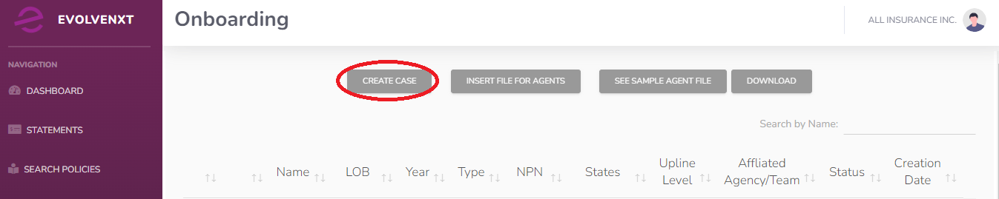 EVOLVENXT
Onboarding
ALL INSURANCE INC.
NAVIGATION
DASHBOARD
STATEMENTS
SEARCH POLICIES
CREATE CASE
INSERT FILE FOR AGENTS
SEE SAMPLE AGENT FILE
DOWNLOAD
Search by Name:
Name
LOB
Year
Type
NPN
States
Upline
Level
Affliated
Agency/Team
Status
Creation
Date